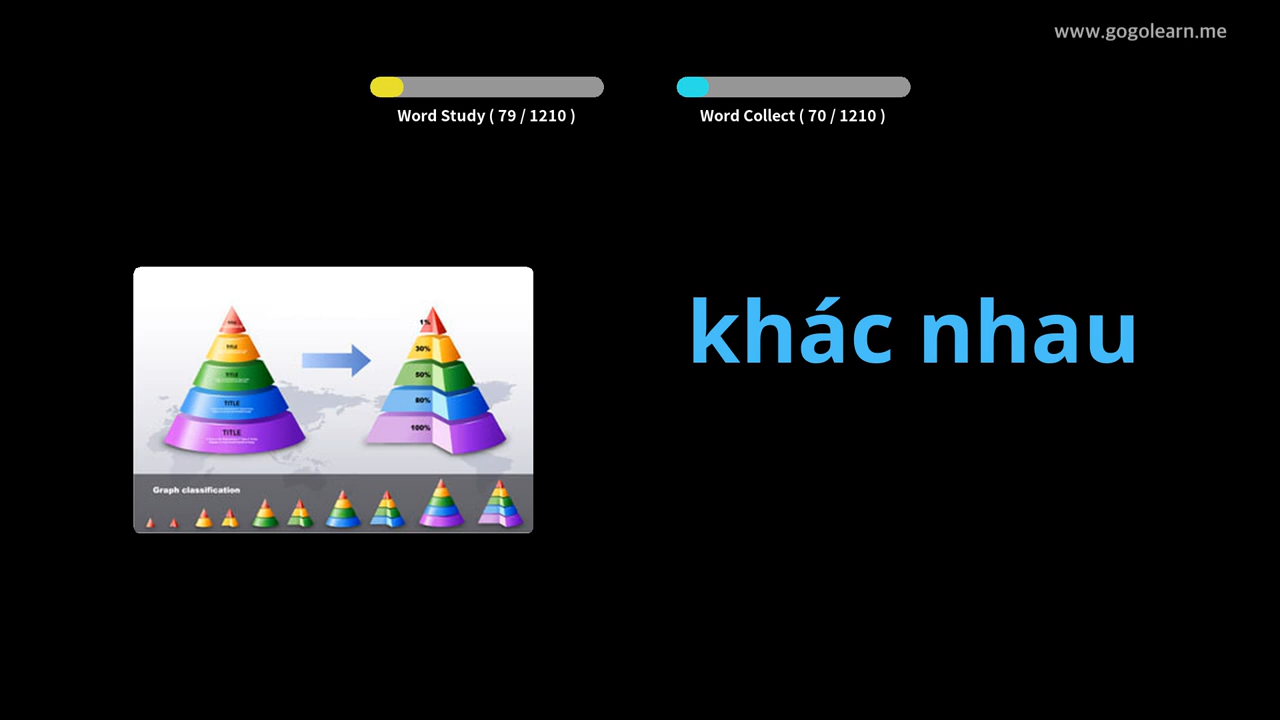 www.gogolearn.me
Word Study ( 79 / 1210 )
Word Collect ( 70 / 1210 )
khác nhau
TITLE
TITLE
TITLE
TITLE
1%
30%
50%
80%
100%
Graph classification